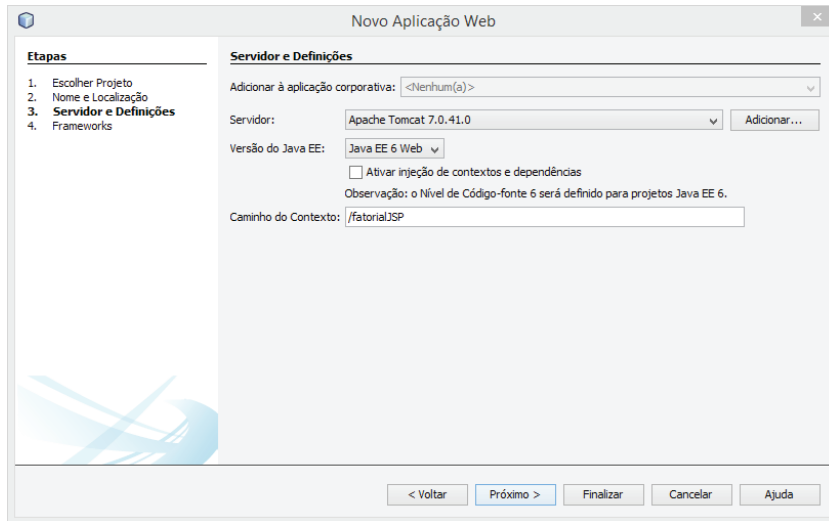 Novo Aplicação Web
Etapas
1. Escolher Projeto
2. Nome e Localização
3. Servidor e Definições
4. Frameworks
Servidor e Definições
Adicionar à aplicação corporativa: <Nenhum(a)>
Servidor: Apache Tomcat 7.0.41.0 Adicionar...
Versão do Java EE: Java EE 6 Web
Ativar injeção de contextos e dependências
Observação: o Nível de Código-fonte 6 será definido para projetos Java EE 6.
Caminho do Contexto: /fatorialJSP
< Voltar Próximo > Finalizar Cancelar Ajuda